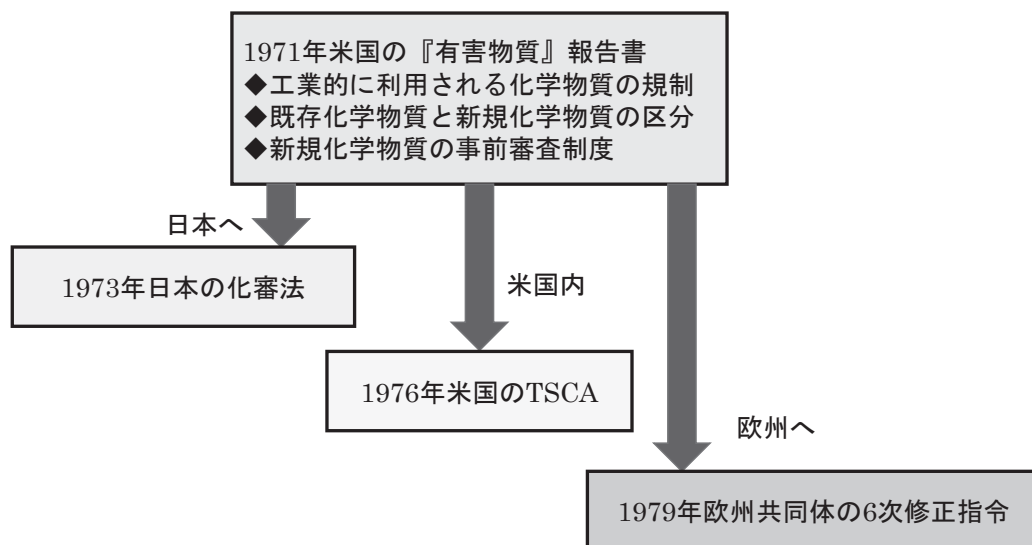 1971年米国の『有害物質』報告書
◆工業的に利用される化学物質の規制
◆既存化学物質と新規化学物質の区分
◆新規化学物質の事前審査制度
日本へ
1973年日本の化審法
米国内
1976年米国のTSCA
欧州へ
1979年欧州共同体の6次修正指令